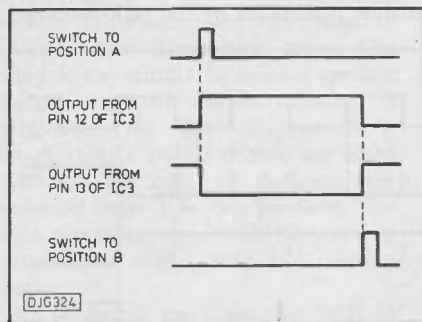 SWITCH TO
POSITION A
OUTPUT FROM
PIN 12 OF IC3
OUTPUT FROM
PIN 13 OF IC3
SWITCH TO
POSITION B
DJG324